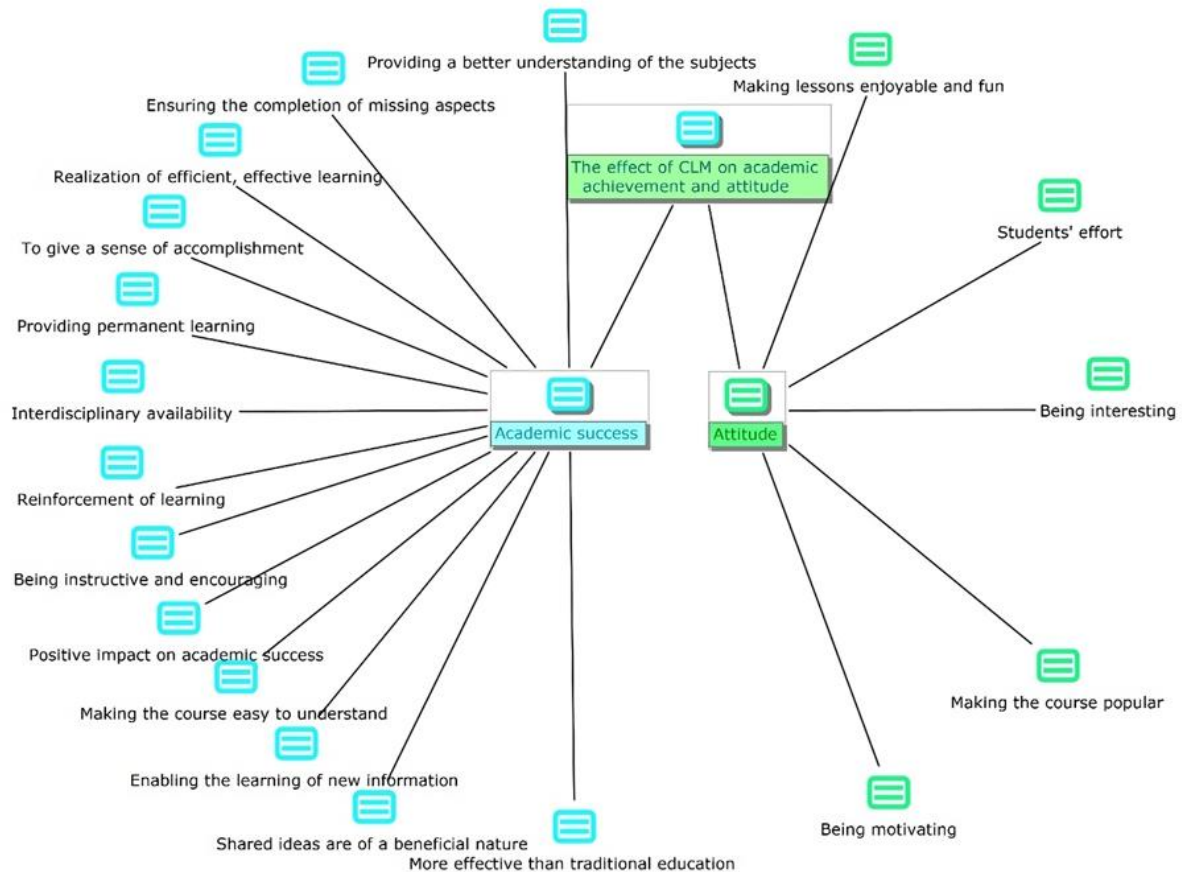 Providing a better understanding of the subjects
Making lessons enjoyable and fun
Ensuring the completion of missing aspects
The effect of CLM on academic
achievement and attitude
Realization of efficient, effective learning
Students' effort
To give a sense of accomplishment
Providing permanent learning
Interdisciplinary availability
Being interesting
Academic success
Attitude
Reinforcement of learning
Being instructive and encouraging
Positive impact on academic success
Making the course popular
Making the course easy to understand
Enabling the learning of new information
Being motivating
Shared ideas are of a beneficial nature
More effective than traditional education